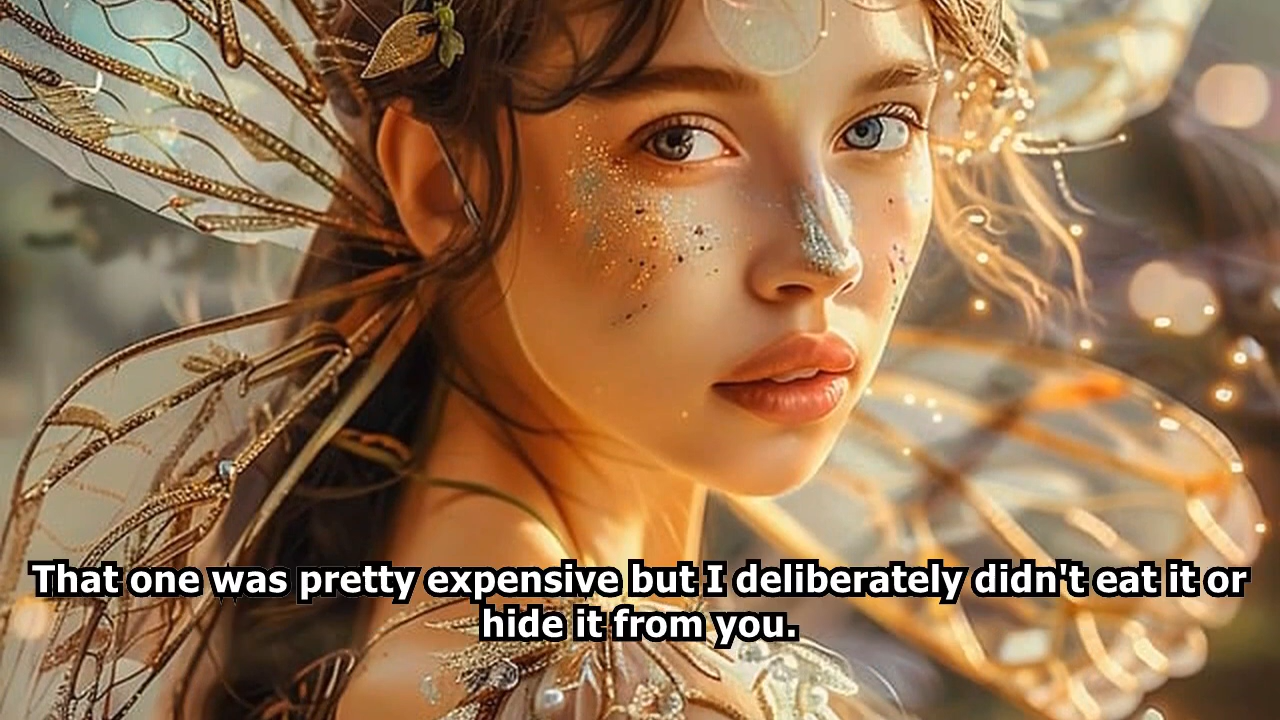 That one was pretty expensive but I deliberately didn't eat it or
hide it from you.